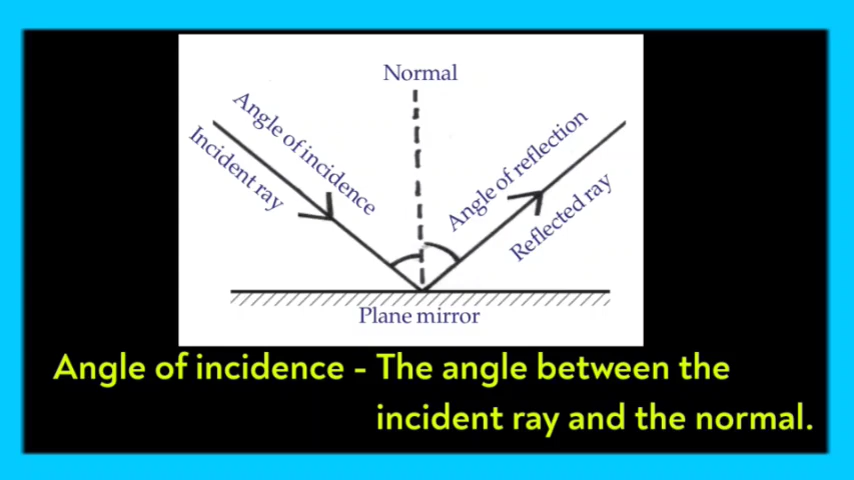 Normal
Angle of incidence
Incident ray
Angle of reflection
Reflected ray
Plane mirror
Angle of incidence - The angle between the
incident ray and the normal.